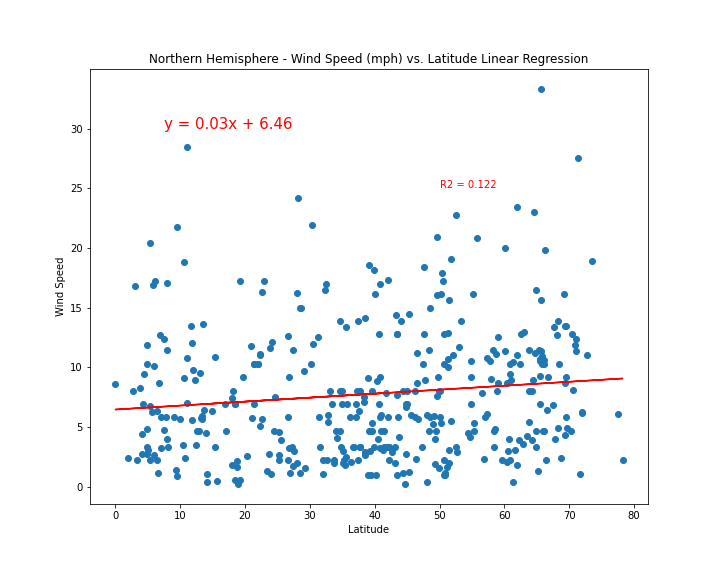 Northern Hemisphere - Wind Speed (mph) vs. Latitude Linear Regression
y = 0.03x + 6.46
R2 = 0.122
Wind Speed
30
25
20
15
10
5
0
0 10 20 30 40 50 60 70 80
Latitude